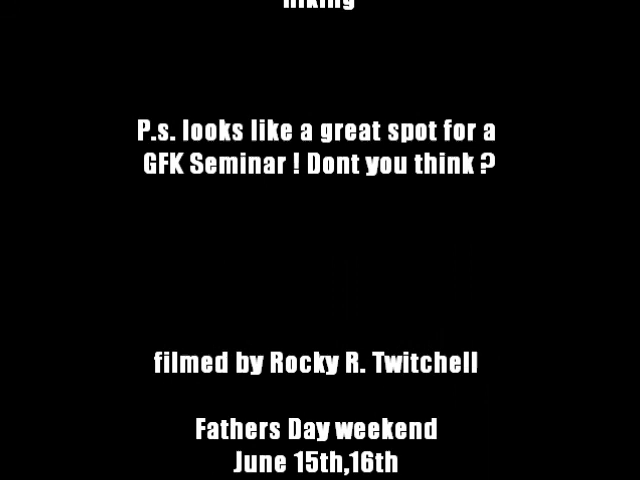 hiking
P.s. looks like a great spot for a
GFK Seminar ! Dont you think ?
filmed by Rocky R. Twitchell
Fathers Day weekend
June 15th,16th